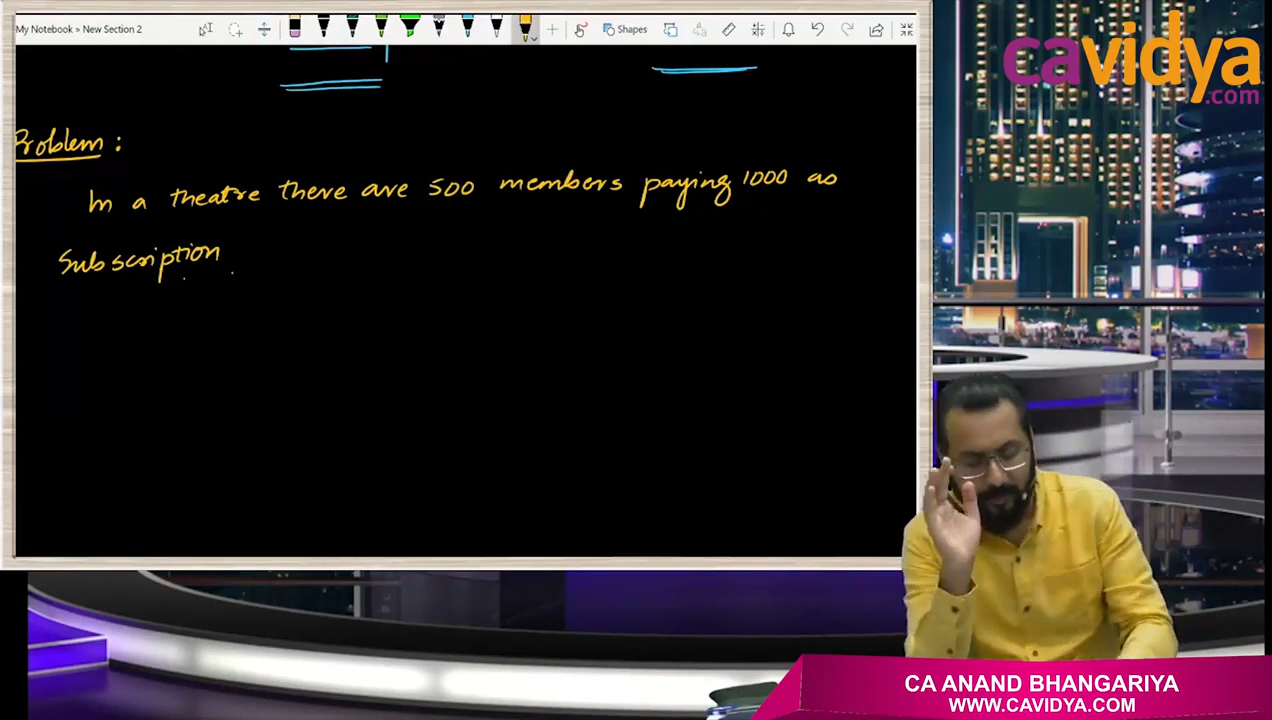 My Notebook » New Section 2
Shapes
cavidya
.com
Problem :
In a theatre there are 500 members paying 1000 as
Subscription
CA ANAND BHANGARIYA
WWW.CAVIDYA.COM